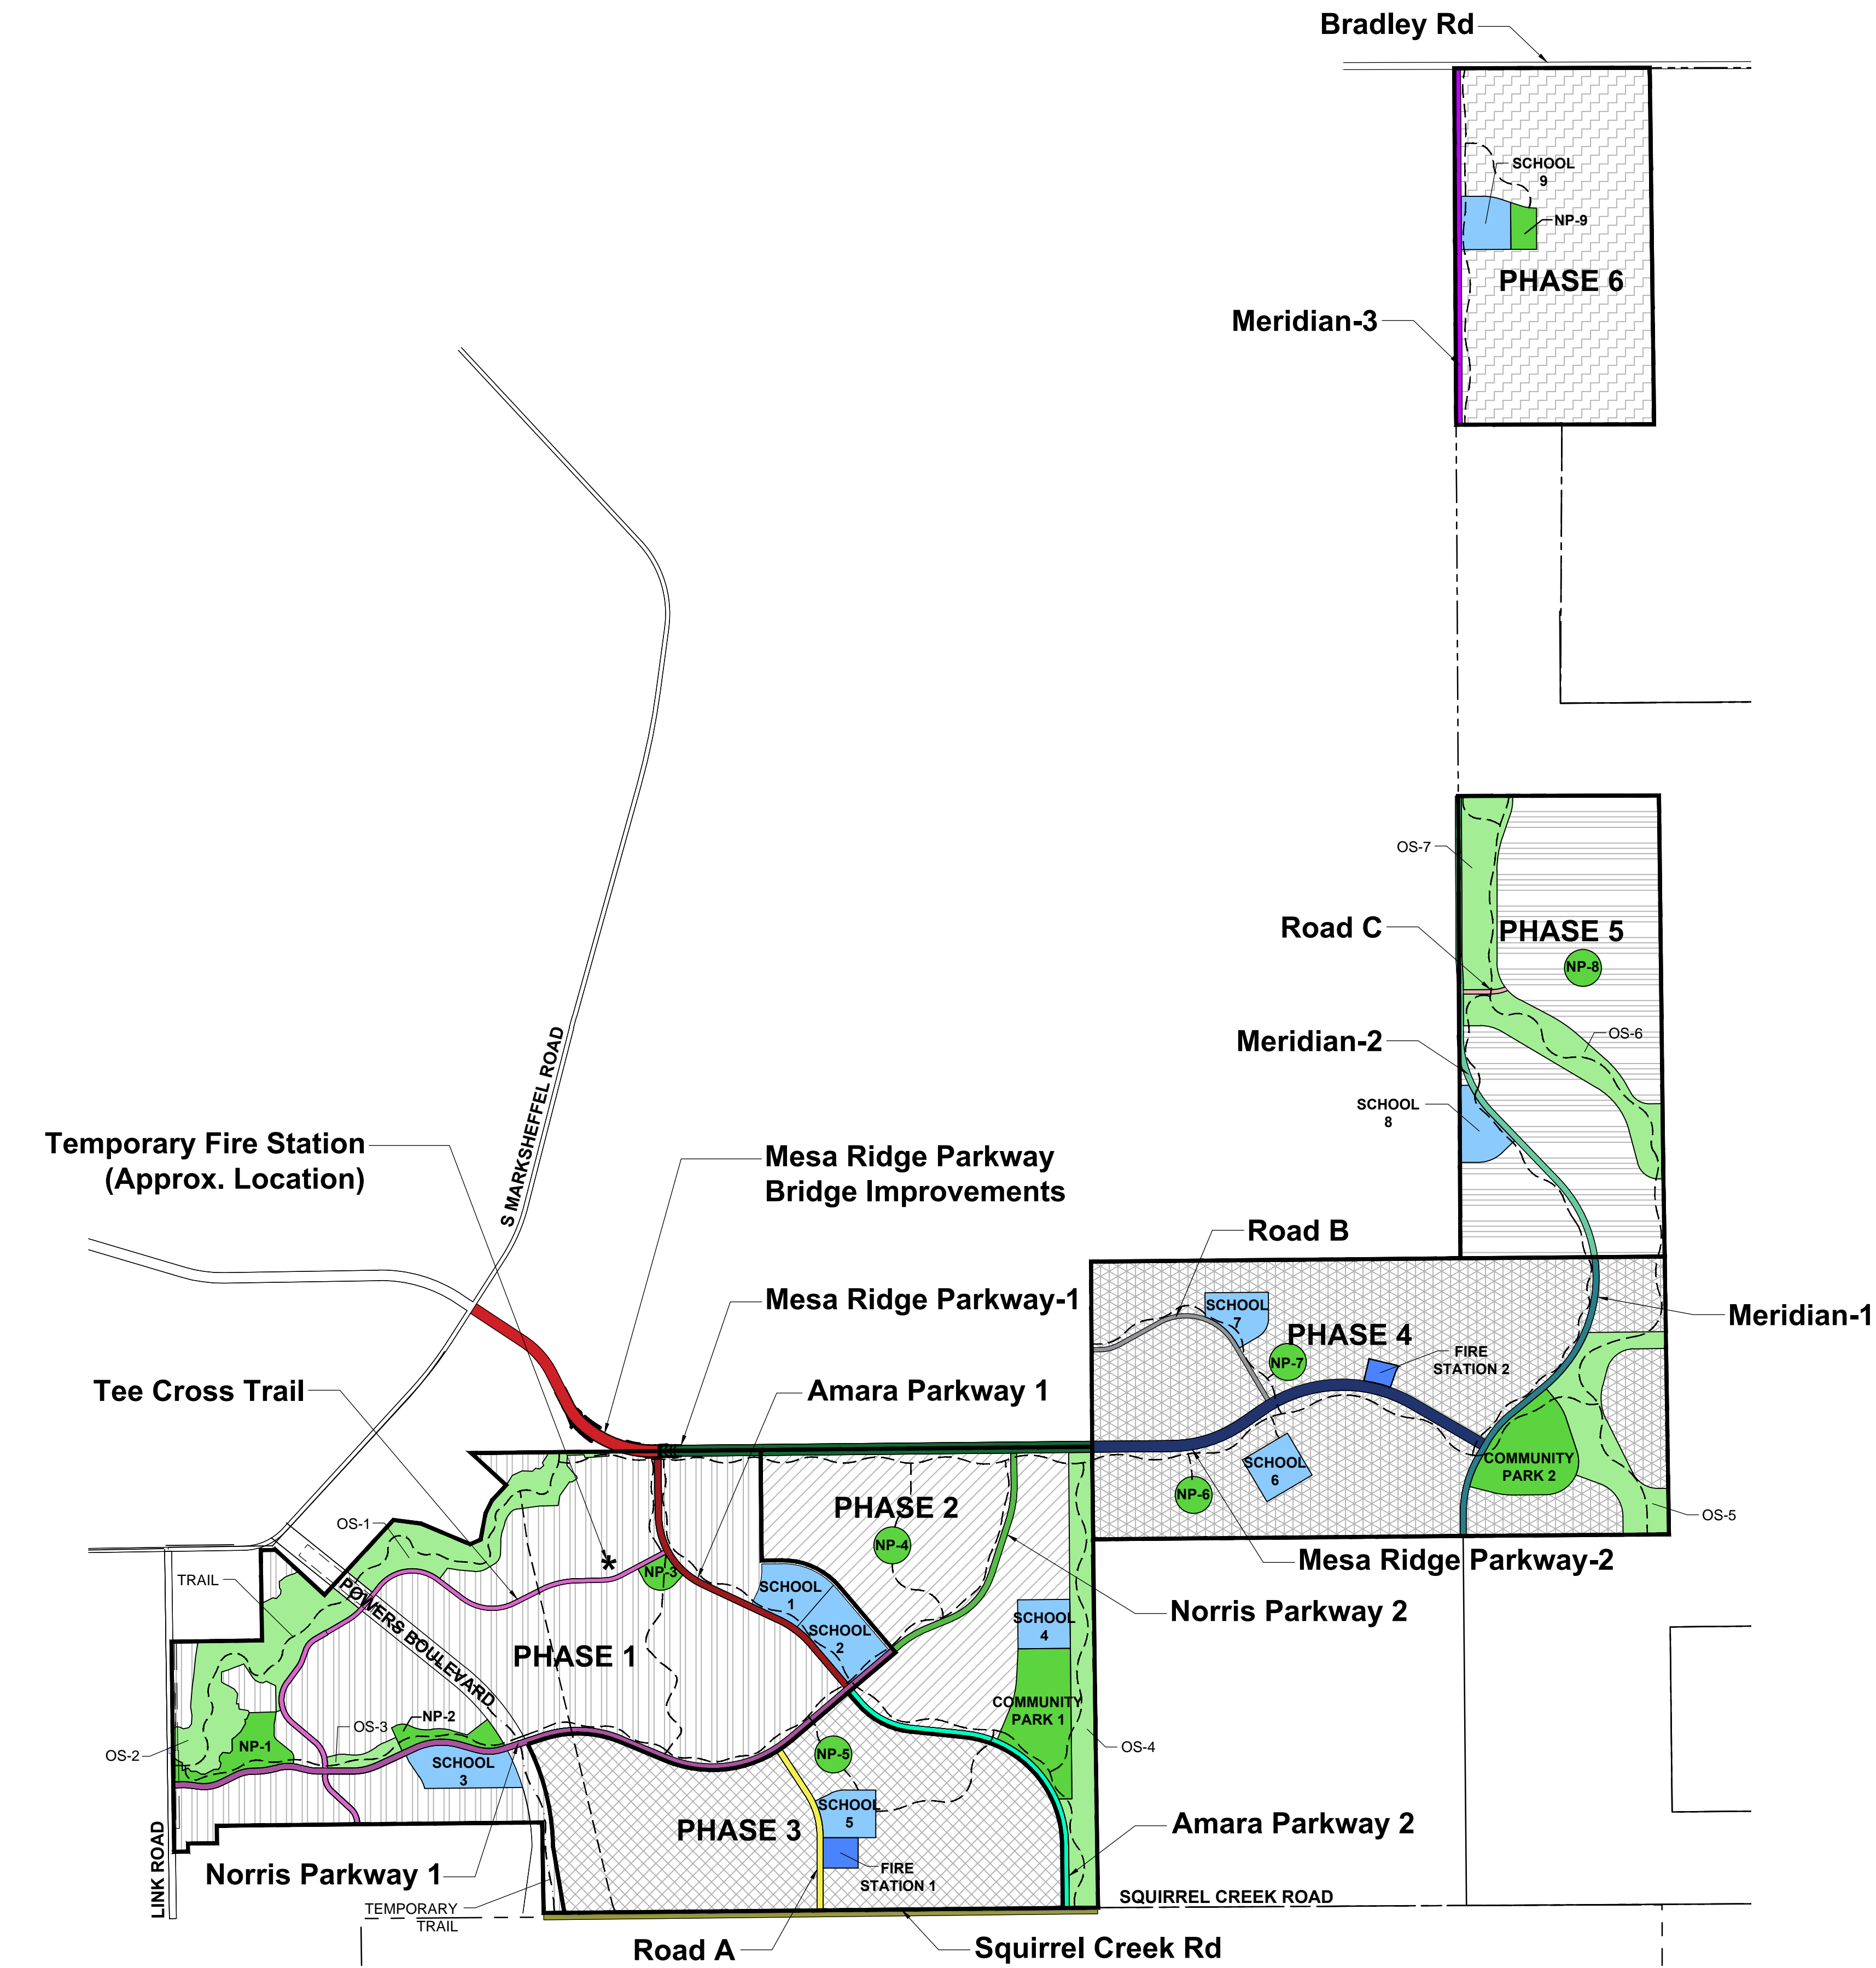 Bradley Rd
SCHOOL
9
NP-9
PHASE 6
Meridian-3
OS-7
Road C
PHASE 5
NP-8
OS-6
Meridian-2
SCHOOL
8
S MARKSHEFFEL ROAD
Temporary Fire Station
(Approx. Location)
Mesa Ridge Parkway
Bridge Improvements
Road B
Mesa Ridge Parkway-1
SCHOOL
7
PHASE 4
Meridian-1
NP-7
FIRE
STATION 2
Tee Cross Trail
Amara Parkway 1
COMMUNITY
PARK 2
SCHOOL
6
NP-6
OS-5
PHASE 2
OS-1
NP-4
*
Mesa Ridge Parkway-2
TRAIL
NP-3
SCHOOL
1
POWERS BOULEVARD
Norris Parkway 2
SCHOOL
4
SCHOOL
2
PHASE 1
COMMUNITY
PARK 1
NP-2
OS-3
NP-1
OS-2
OS-4
NP-5
SCHOOL
3
SCHOOL
5
PHASE 3
Amara Parkway 2
LINK ROAD
Norris Parkway 1
FIRE
STATION 1
SQUIRREL CREEK ROAD
TEMPORARY
TRAIL
Road A
Squirrel Creek Rd